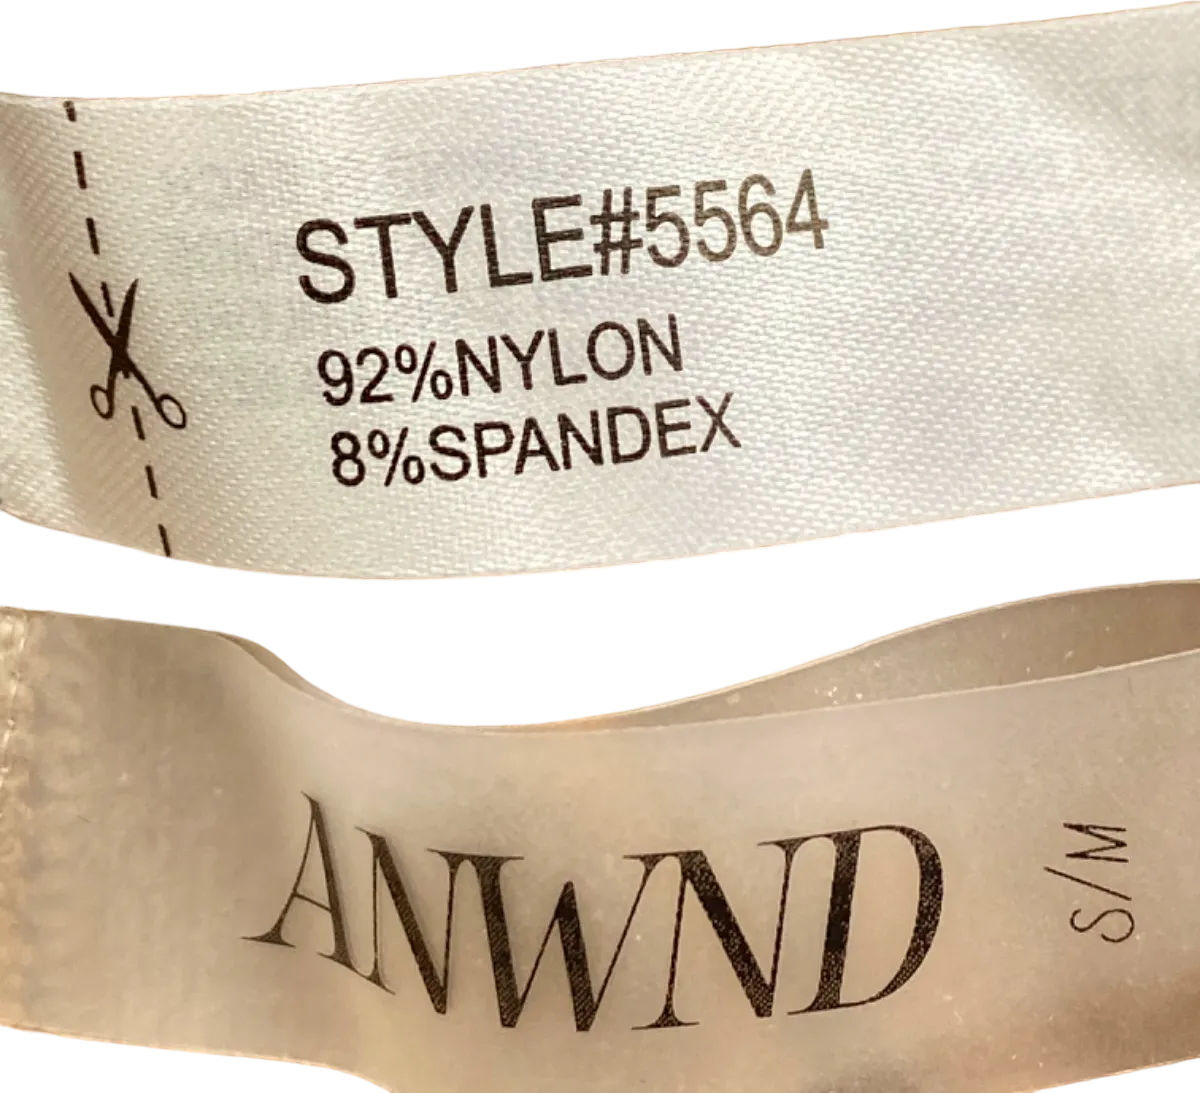 STYLE#5564
92%NYLON
8%SPANDEX
ANWND
S/M